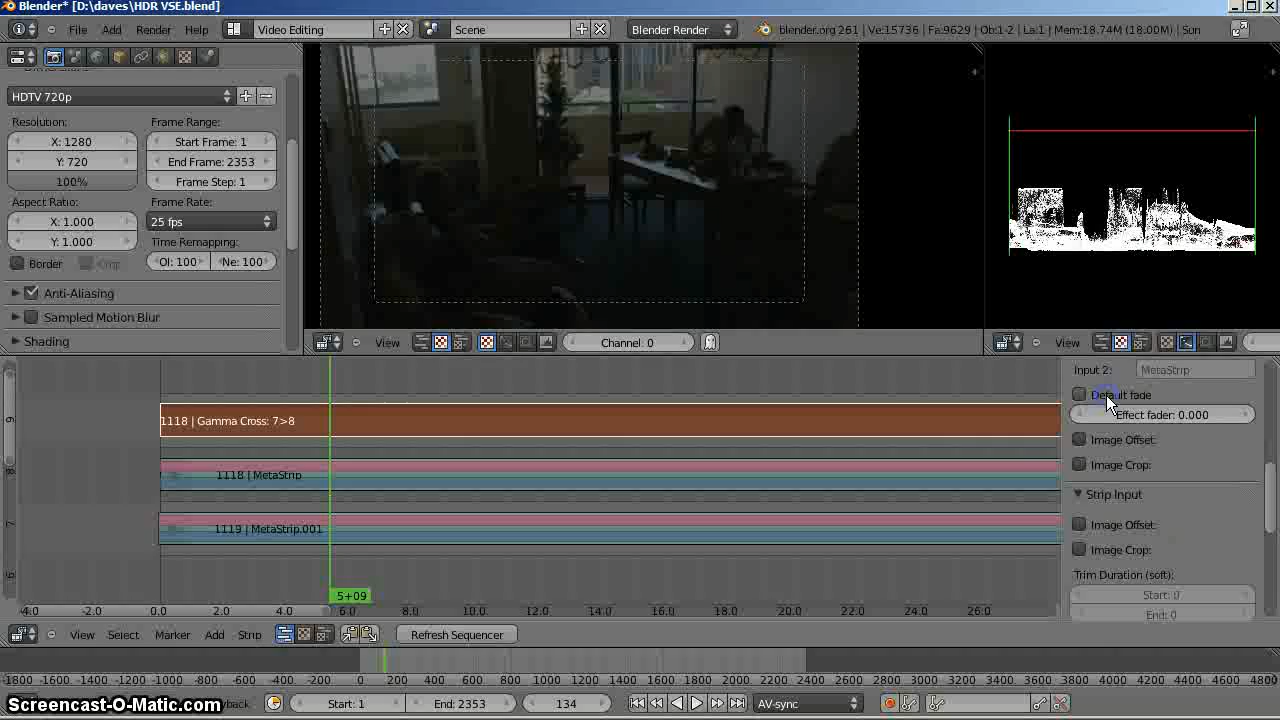 Blender* [D:\daves\HDR VSE.blend]
File Add Render Help Video Editing Scene Blender Render blender.org 261 | Ve:15736 | Fa:9629 | Ob:1-2 | La:1 | Mem:18.74M (18.00M) | Son
HDTV 720p
Resolution: Frame Range:
X: 1280 Start Frame: 1
Y: 720 End Frame: 2353
100% Frame Step: 1
Aspect Ratio: Frame Rate:
X: 1.000 25 fps
Y: 1.000 Time Remapping:
Border Crop Ol: 100 Ne: 100
Anti-Aliasing
Sampled Motion Blur
Shading
View Channel: 0 View
Input 2: MetaStrip
Default fade
Effect fader: 0.000
Image Offset:
Image Crop:
Strip Input
Image Offset:
Image Crop:
Trim Duration (soft):
Start: 0
End: 0
9 1118 | Gamma Cross: 7>8
8 1118 | MetaStrip
7 1119 | MetaStrip.001
6
5+09
-4.0 -2.0 0.0 2.0 4.0 6.0 8.0 10.0 12.0 14.0 16.0 18.0 20.0 22.0 24.0 26.0
View Select Marker Add Strip Refresh Sequencer
-1800 -1600 -1400 -1200 -1000 -800 -600 -400 -200 0 200 400 600 800 1000 1200 1400 1600 1800 2000 2200 2400 2600 2800 3000 3200 3400 3600 3800 4000 4200 4400 4600 4800
Start: 1 End: 2353 134 AV-sync
Screencast-O-Matic.com